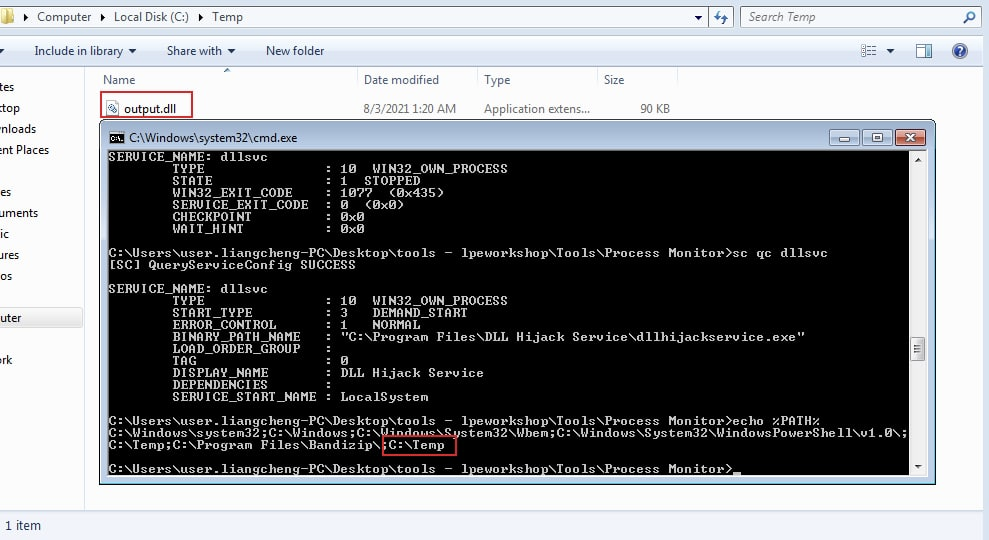 Computer ▸ Local Disk (C:) ▸ Temp
Search Temp
Include in library ▾ Share with ▾ New folder
Name Date modified Type Size
output.dll 8/3/2021 1:20 AM Application extens... 90 KB
C:\Windows\system32\cmd.exe
SERVICE_NAME: dllsvc
TYPE : 10 WIN32_OWN_PROCESS
STATE : 1 STOPPED
WIN32_EXIT_CODE : 1077 (0x435)
SERVICE_EXIT_CODE : 0 (0x0)
CHECKPOINT : 0x0
WAIT_HINT : 0x0
C:\Users\user.liangcheng-PC\Desktop\tools - lpeworkshop\Tools\Process Monitor>sc qc dllsvc
[SC] QueryServiceConfig SUCCESS
SERVICE_NAME: dllsvc
TYPE : 10 WIN32_OWN_PROCESS
START_TYPE : 3 DEMAND_START
ERROR_CONTROL : 1 NORMAL
BINARY_PATH_NAME : "C:\Program Files\DLL Hijack Service\dllhijackservice.exe"
LOAD_ORDER_GROUP :
TAG : 0
DISPLAY_NAME : DLL Hijack Service
DEPENDENCIES :
SERVICE_START_NAME : LocalSystem
C:\Users\user.liangcheng-PC\Desktop\tools - lpeworkshop\Tools\Process Monitor>echo %PATH%
C:\Windows\system32;C:\Windows;C:\Windows\System32\Wbem;C:\Windows\System32\WindowsPowerShell\v1.0\;
C:\Temp;C:\Program Files\Bandizip\;C:\Temp
C:\Users\user.liangcheng-PC\Desktop\tools - lpeworkshop\Tools\Process Monitor>_
tes
ktop
wnloads
ent Places
es
uments
ic
ures
os
uter
ork
1 item